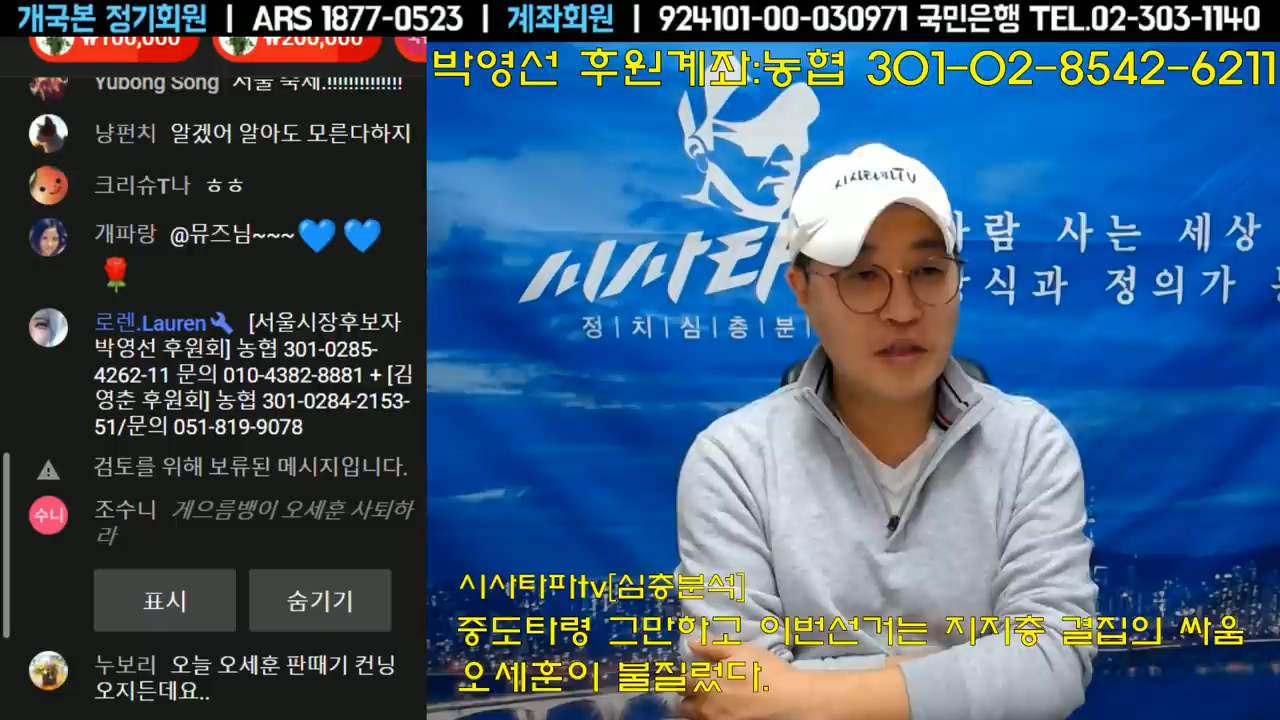 개국본 정기회원 | ARS 1877-0523 | 계좌회원 | 924101-00-030971 국민은행 TEL.02-303-1140
₩100,000 ₩200,000
박영선 후원계좌:농협 301-02-8542-6211
Yubong Song 서울 축제.!!!!!!!!!!!!!!
냥펀치 알겠어 알아도 모른다하지
크리슈T나 ㅎㅎ
개파랑 @뮤즈님~~~💙💙
🌹
로렌.Lauren🔧 [서울시장후보자
박영선 후원회] 농협 301-0285-
4262-11 문의 010-4382-8881 + [김
영춘 후원회] 농협 301-0284-2153-
51/문의 051-819-9078
검토를 위해 보류된 메시지입니다.
수니 조수니 게으름뱅이 오세훈 사퇴하
라
표시 숨기기
누보리 오늘 오세훈 판때기 컨닝
오지든데요..
시사타파TV
시사타
정|치|심|층|분|
사람 사는 세상
상식과 정의가
시사타파tv[심층분석]
중도타령 그만하고 이번선거는 지지층 결집의 싸움
오세훈이 불질렀다.